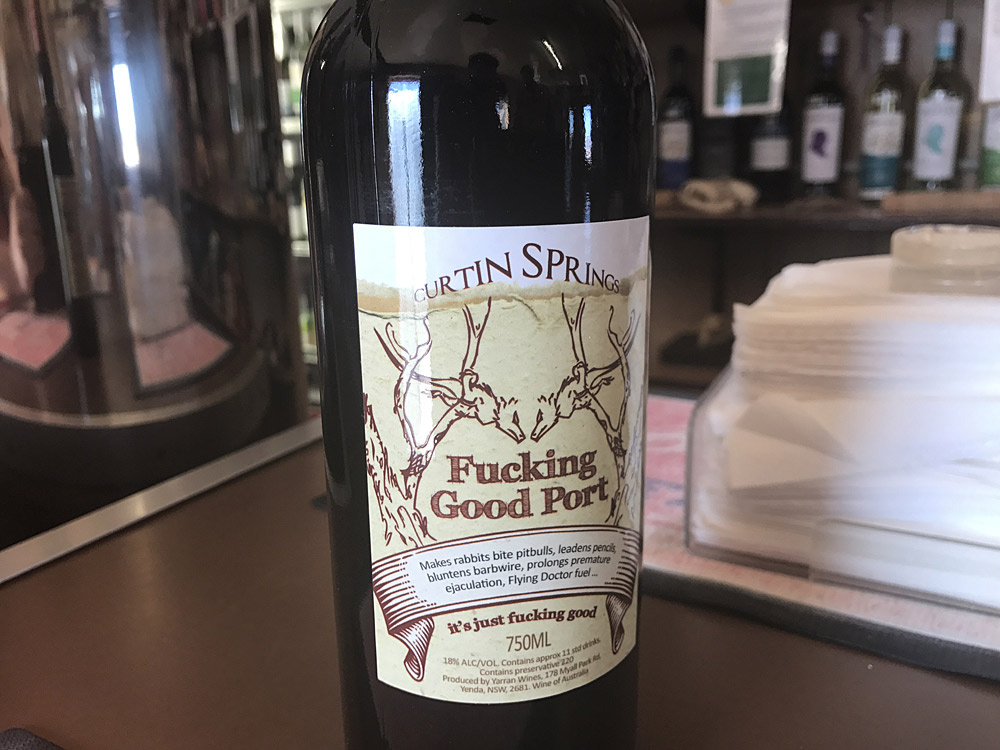 CURTIN SPRINGS
Fucking
Good Port
Makes rabbits bite pitbulls, leadens pencils,
bluntens barbwire, prolongs premature
ejaculation, Flying Doctor fuel ...
it's just fucking good
750ML
18% ALC/VOL. Contains approx 11 std drinks.
Contains preservative 220
Produced by Yarran Wines, 178 Myall Park Rd.
Yenda, NSW, 2681. Wine of Australia